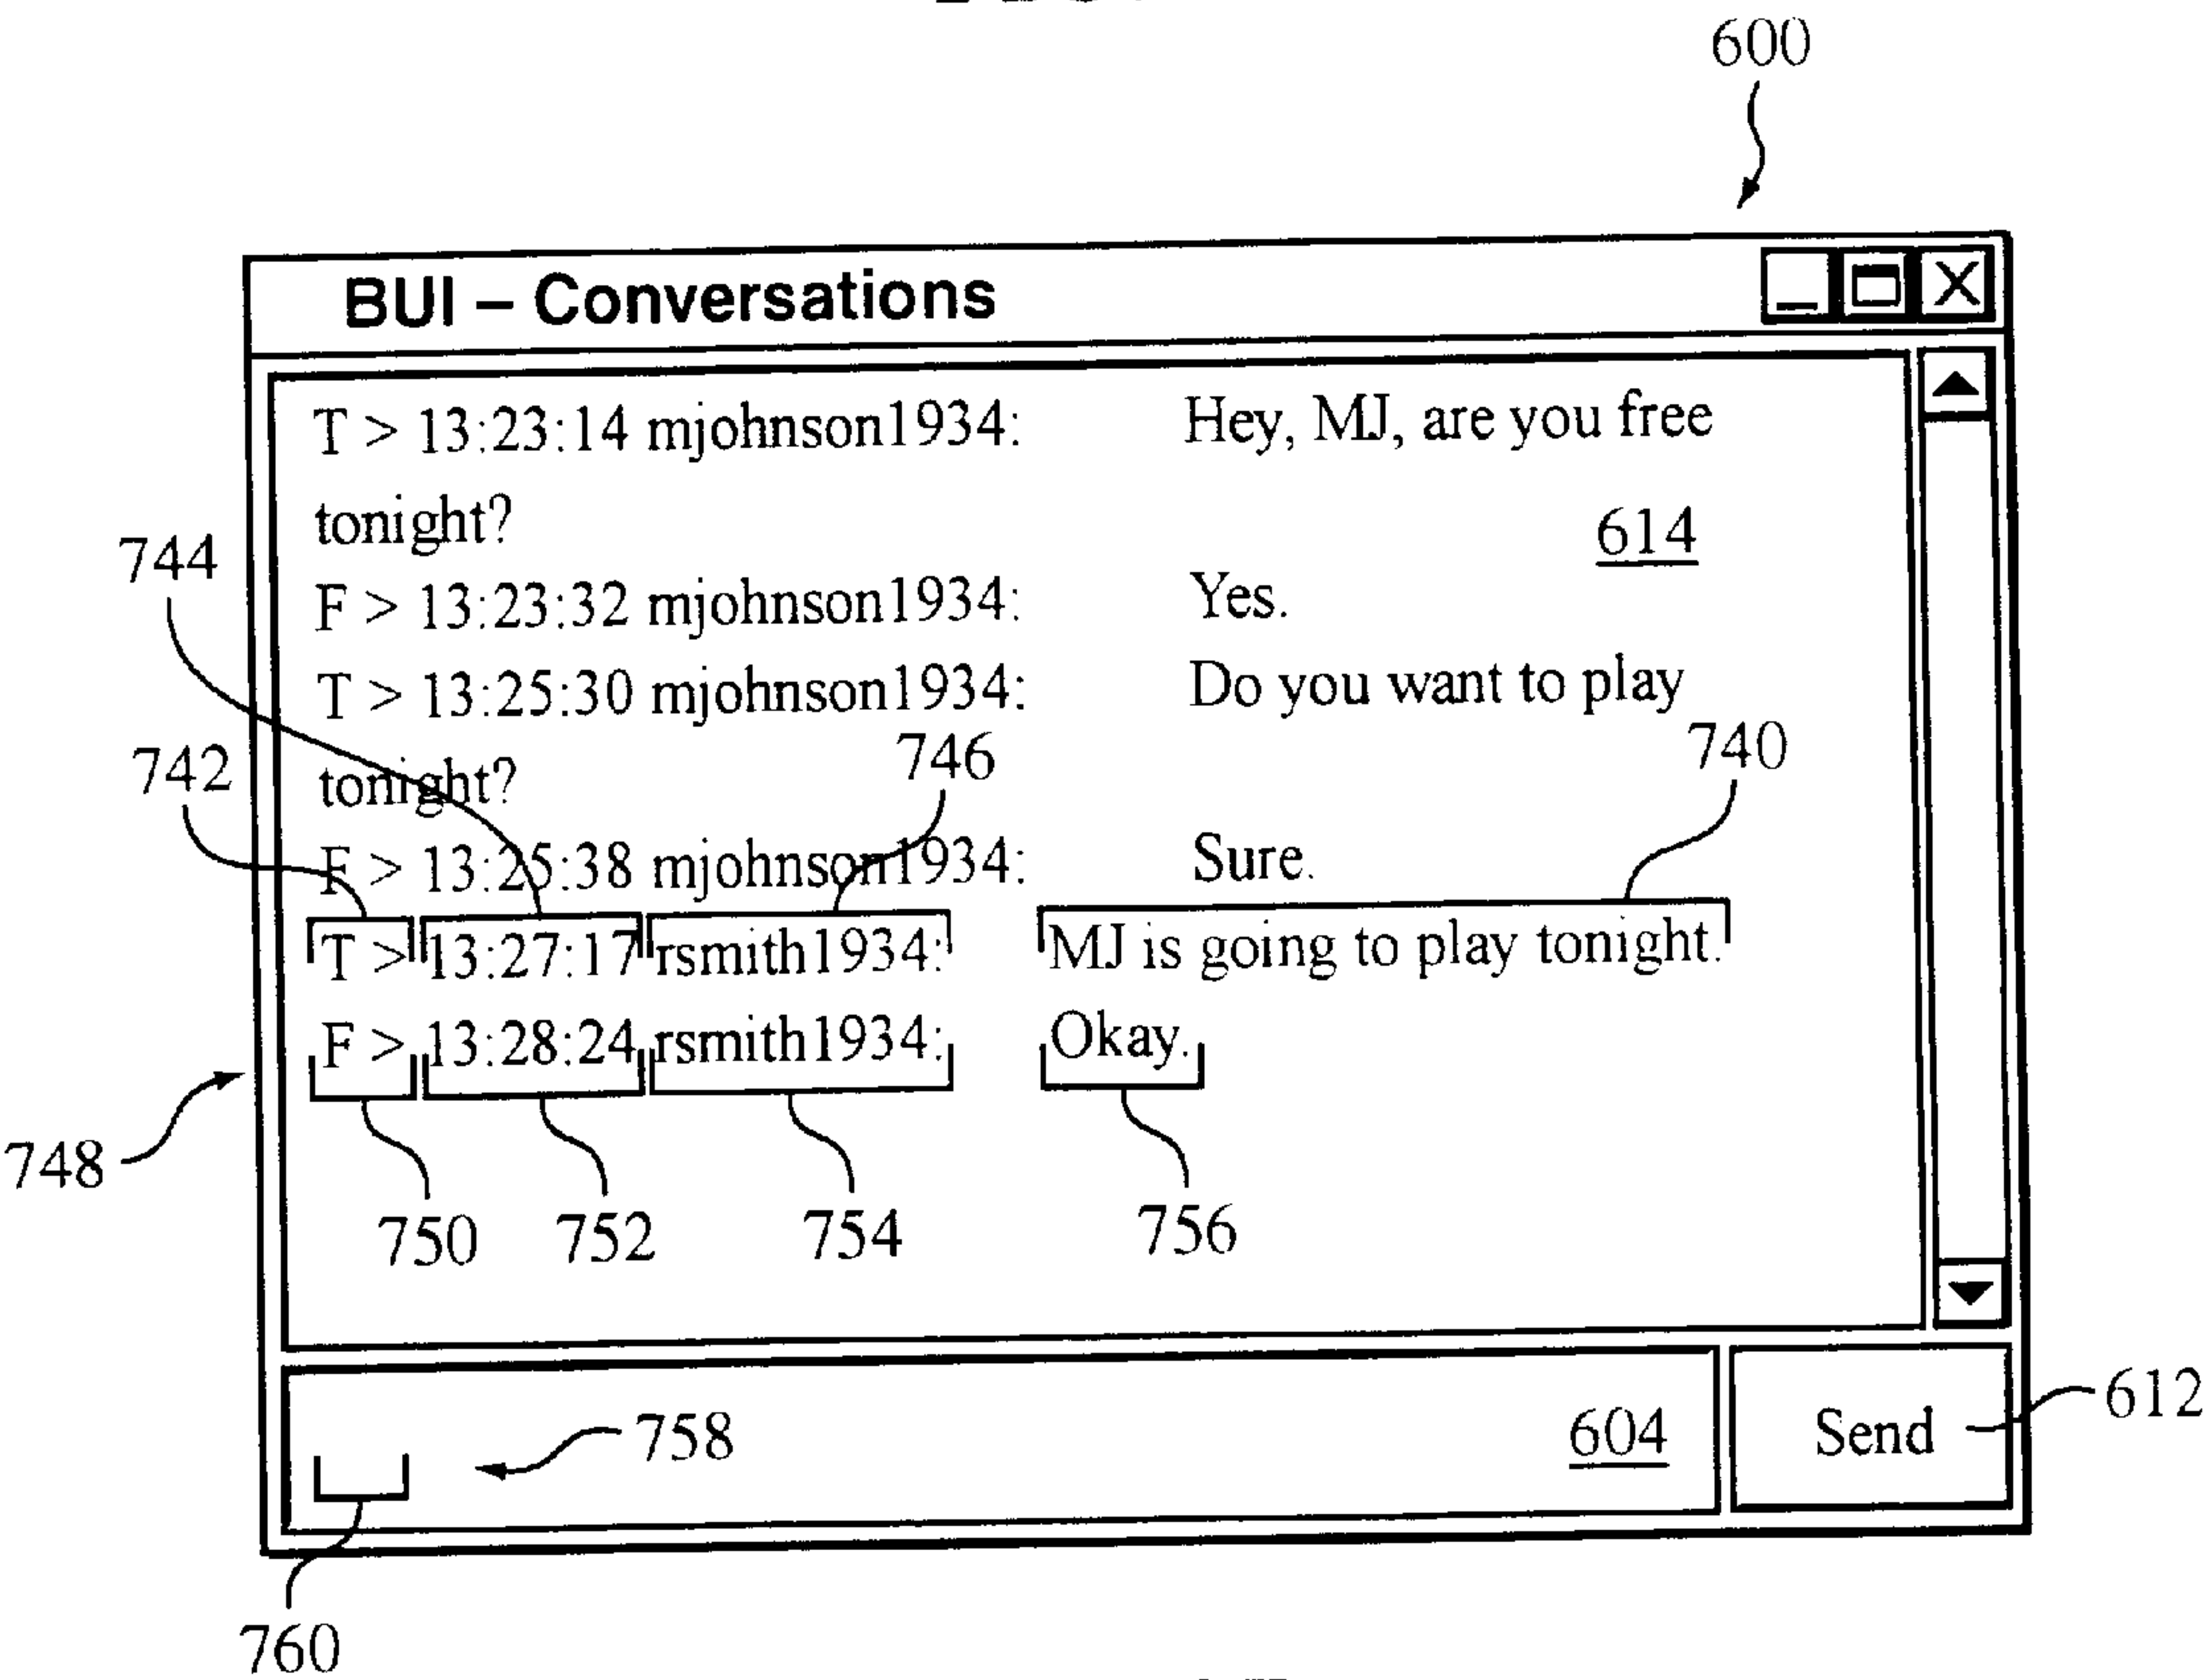 600
BUI – Conversations
T > 13:23:14 mjohnson1934: Hey, MJ, are you free
tonight?
614
744
F > 13:23:32 mjohnson1934: Yes.
T > 13:25:30 mjohnson1934: Do you want to play
742
tonight?
746
740
F > 13:25:38 mjohnson1934: Sure.
T > 13:27:17 rsmith1934: MJ is going to play tonight.
F > 13:28:24 rsmith1934: Okay.
748
750 752 754 756
758
604
Send
612
760